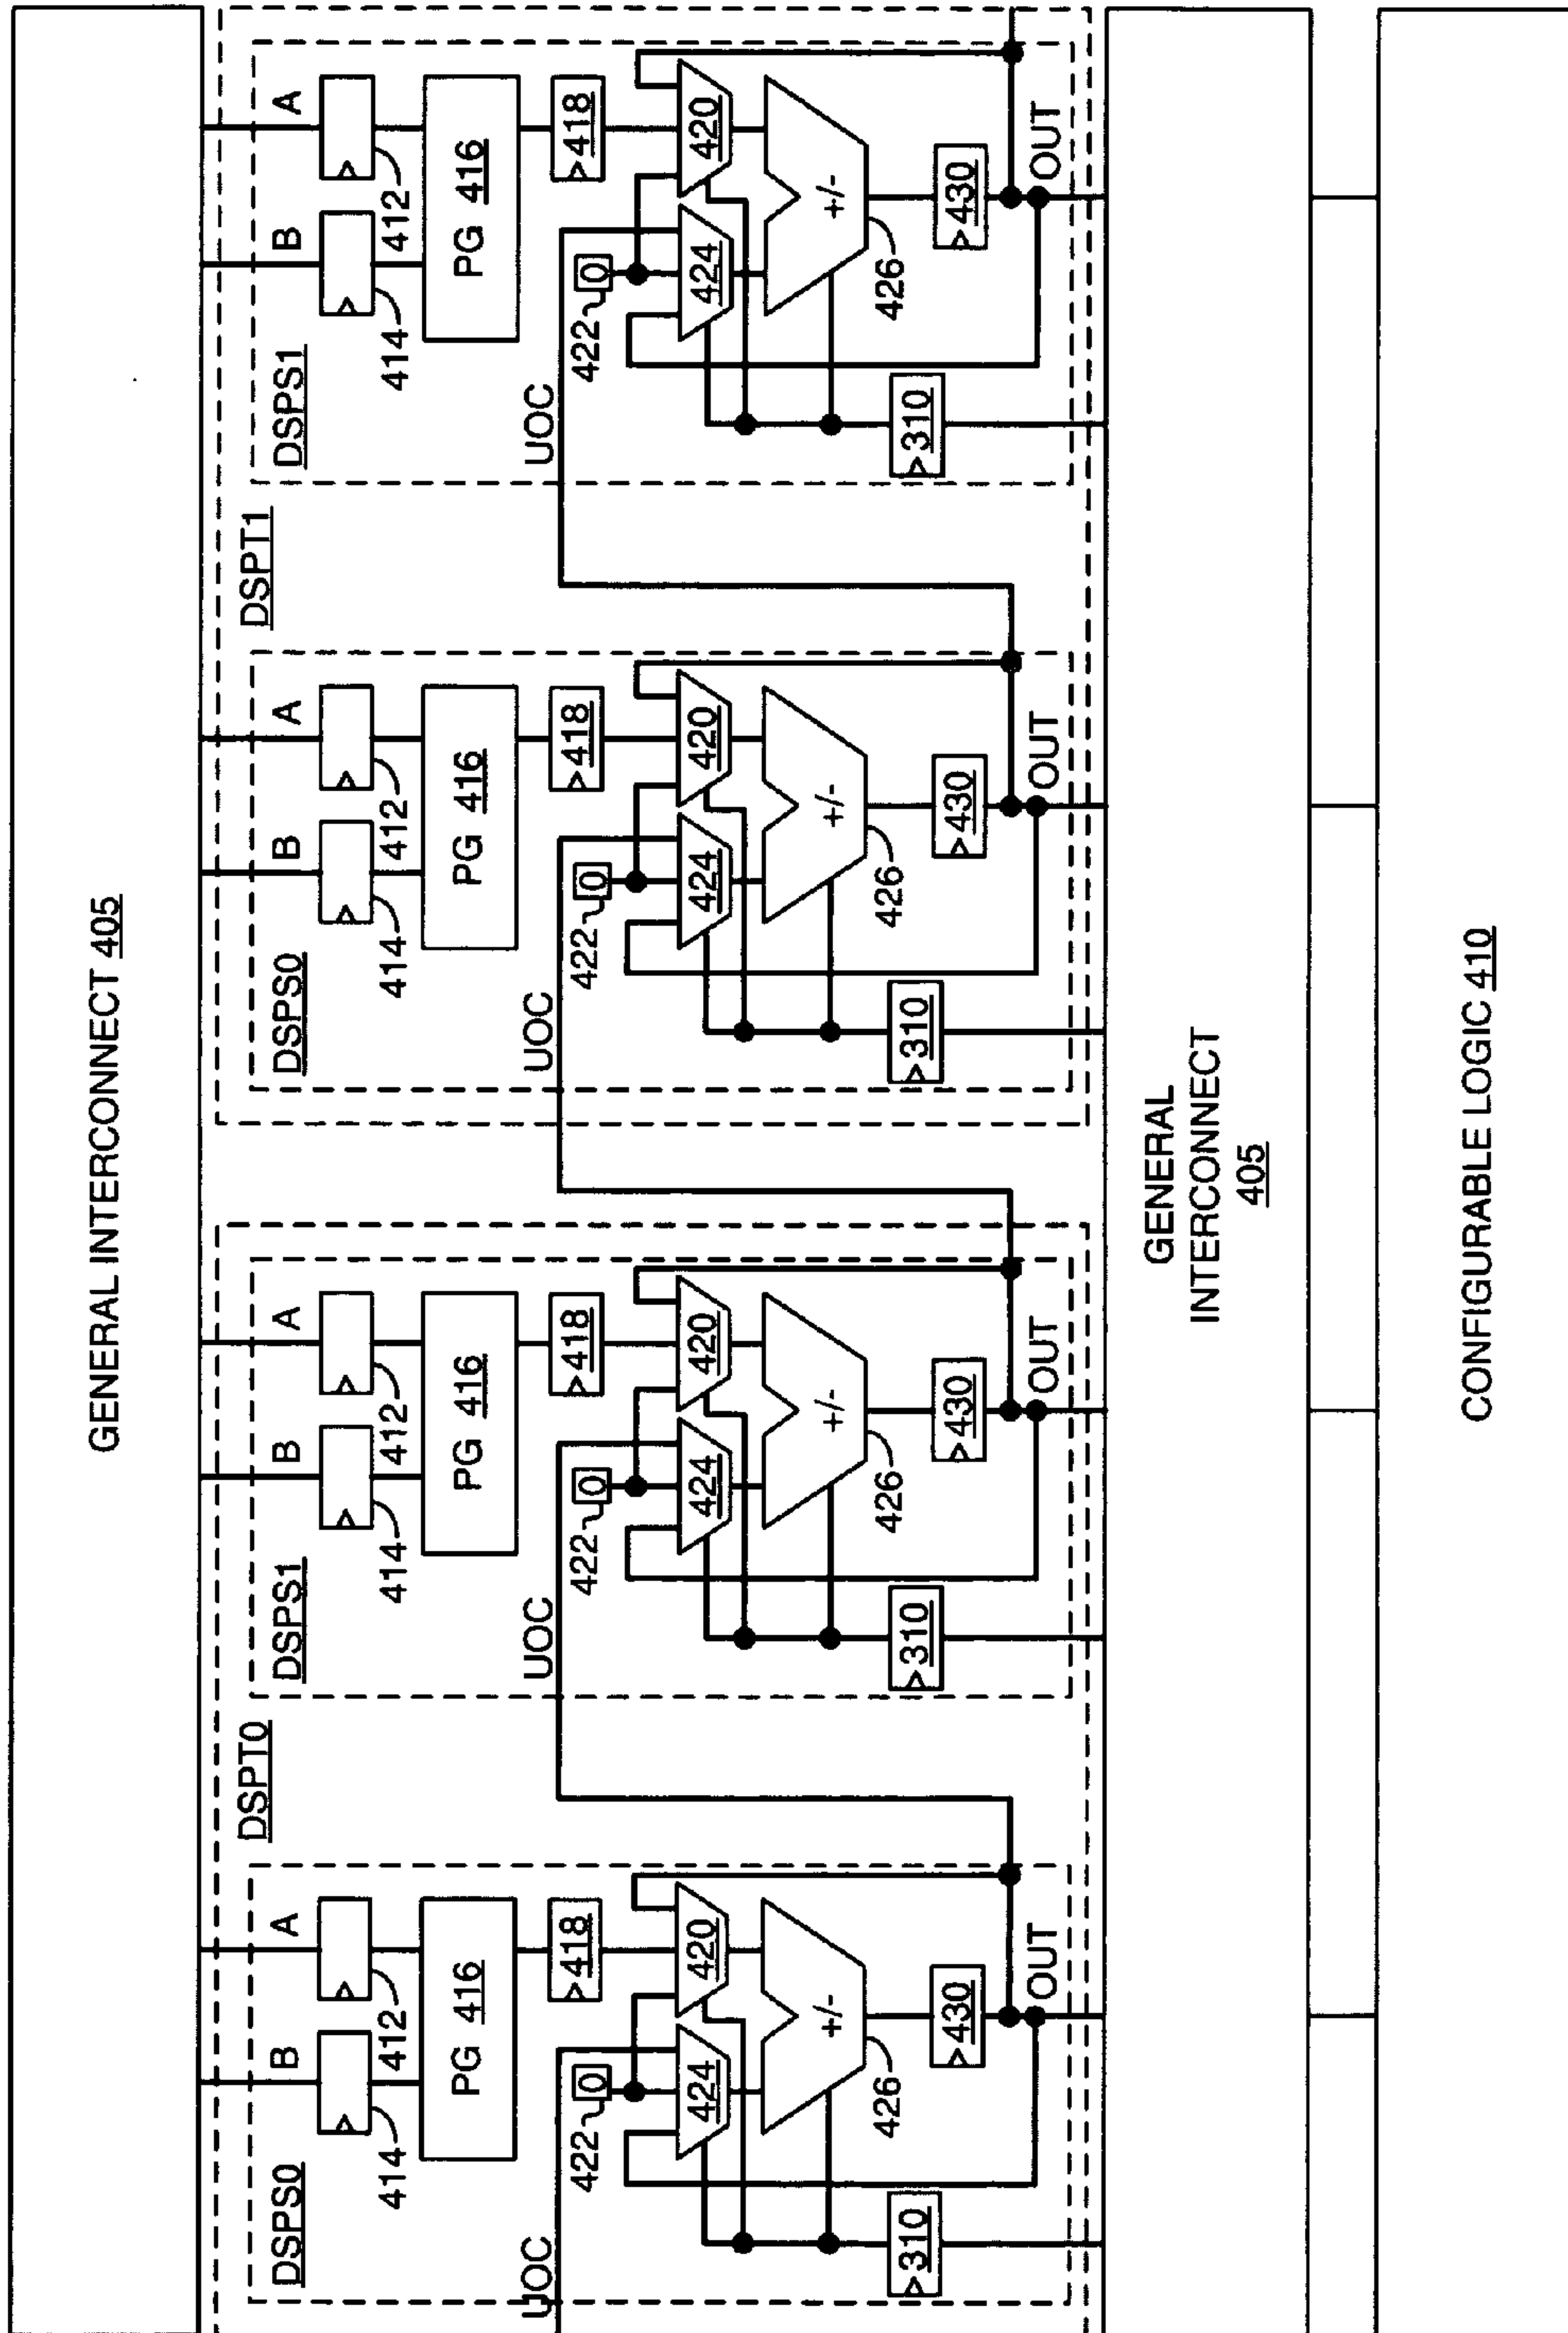 GENERAL INTERCONNECT 405
DSPT0
DSPS0
B
A
414
412
PG 416
>418
UOC
422
0
424
420
+/-
426
>310
>430
OUT
DSPS1
B
A
414
412
PG 416
>418
UOC
422
0
424
420
+/-
426
>310
>430
OUT
DSPT1
DSPS0
B
A
414
412
PG 416
>418
UOC
422
0
424
420
+/-
426
>310
>430
OUT
DSPS1
B
A
414
412
PG 416
>418
UOC
422
0
424
420
+/-
426
>310
>430
OUT
GENERAL
INTERCONNECT
405
CONFIGURABLE LOGIC 410